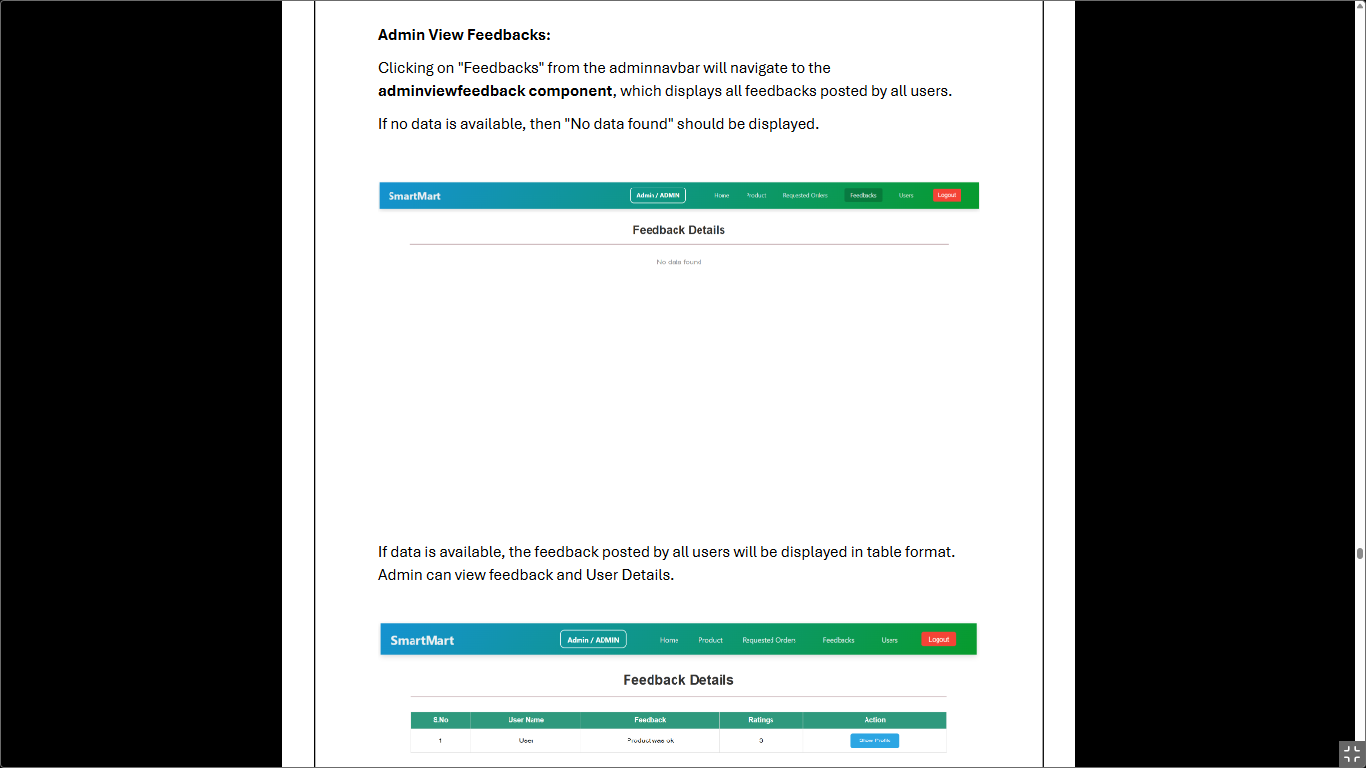 Admin View Feedbacks:
Clicking on "Feedbacks" from the adminnavbar will navigate to the
adminviewfeedback component, which displays all feedbacks posted by all users.
If no data is available, then "No data found" should be displayed.
SmartMart Admin / ADMIN Home Product Requested Orders Feedbacks Users Logout
Feedback Details
No data found
If data is available, the feedback posted by all users will be displayed in table format.
Admin can view feedback and User Details.
SmartMart Admin / ADMIN Home Product Requested Orders Feedbacks Users Logout
Feedback Details
S.No User Name Feedback Ratings Action
1 User Product was ok Show Profile